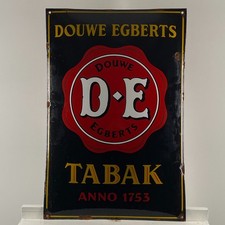 DOUWE EGBERTS
DOUWE
D·E
EGBERTS
TABAK
ANNO 1753